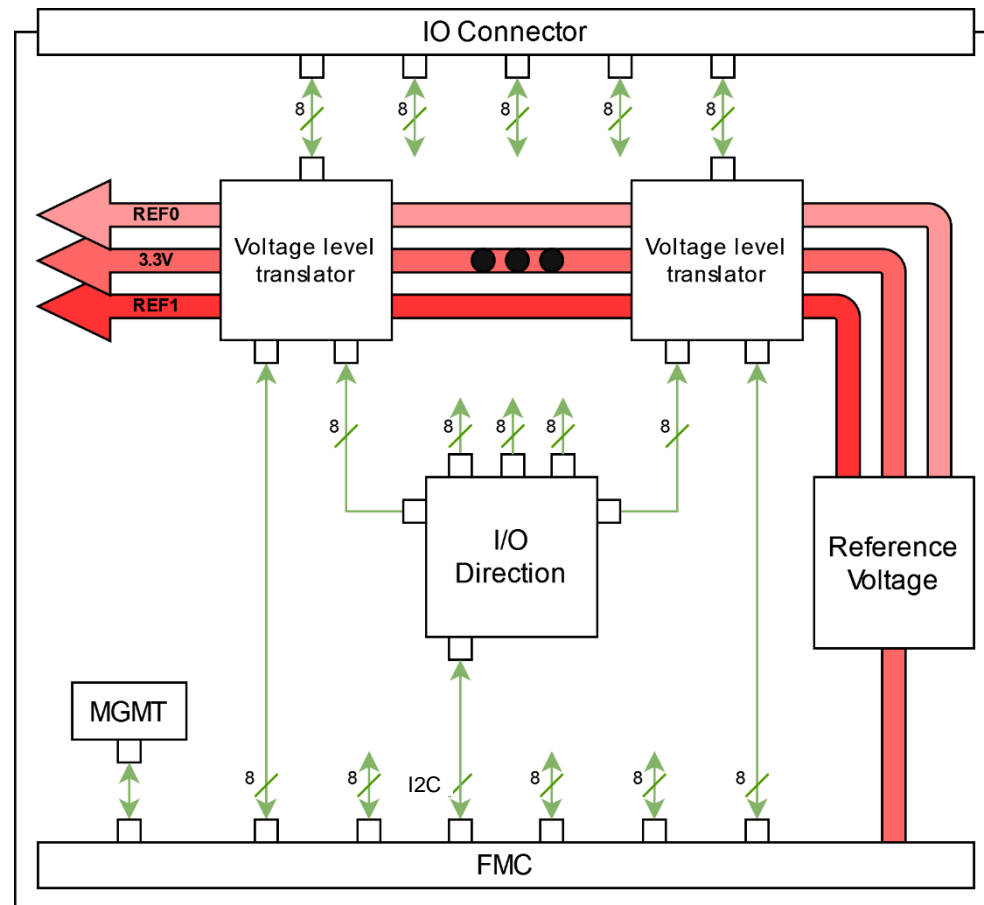 IO Connector
8
8
8
8
8
REF0
3.3V
REF1
Voltage level
translator
Voltage level
translator
8
8
8
8
8
I/O
Direction
Reference
Voltage
MGMT
8
8
I2C
8
8
8
FMC